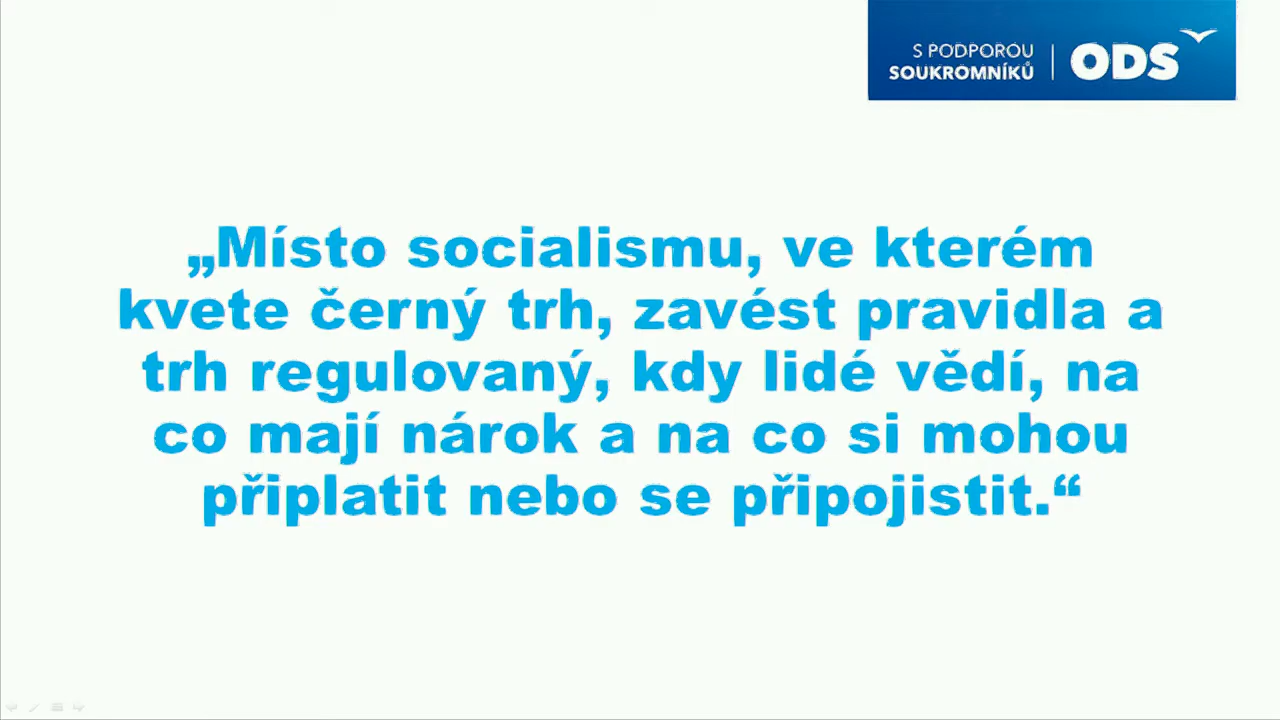 S PODPOROU
SOUKROMNÍKŮ
ODS
„Místo socialismu, ve kterém
kvete černý trh, zavést pravidla a
trh regulovaný, kdy lidé vědí, na
co mají nárok a na co si mohou
připlatit nebo se připojistit.“